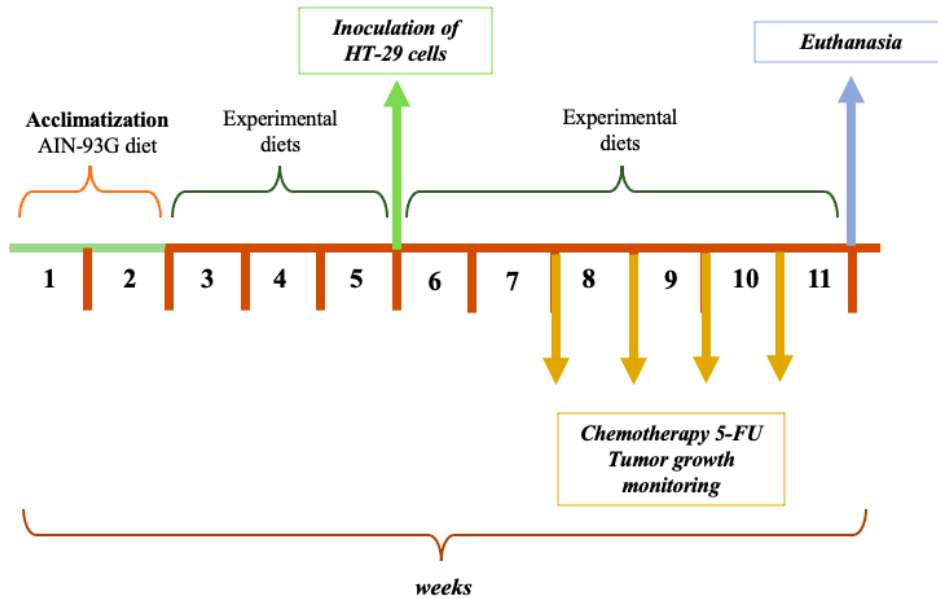 Inoculation of
HT-29 cells
Euthanasia
Acclimatization
AIN-93G diet
Experimental
diets
Experimental
diets
1 2 3 4 5 6 7 8 9 10 11
Chemotherapy 5-FU
Tumor growth
monitoring
weeks